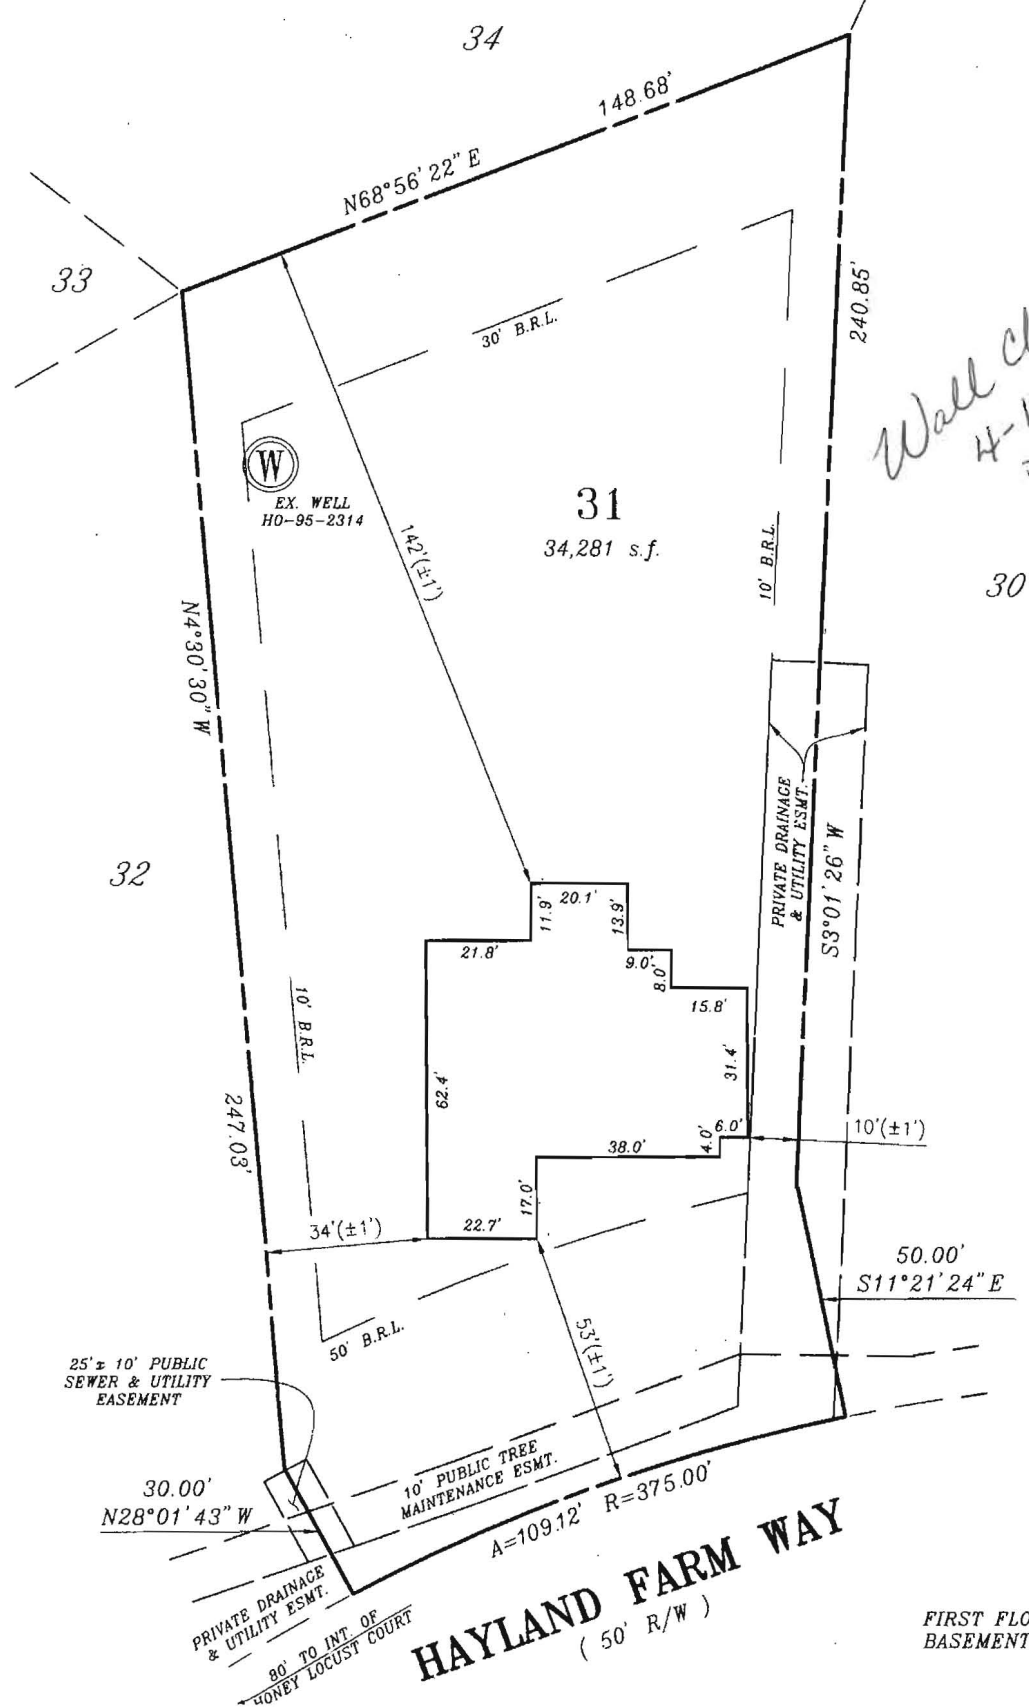 34
148.68'
N68°56'22" E
33
30' B.R.L.
240.85'
Wall
W
EX. WELL
HO-95-2314
31
34,281 s.f.
142'(±1')
10' B.R.L.
30
N4°30'30" W
32
PRIVATE DRAINAGE
& UTILITY ESMT.
S3°01'26" W
20.1'
11.9'
13.9'
21.8'
9.0'
8.0'
15.8'
10' B.R.L.
62.4'
31.4'
247.03'
6.0'
4.0'
10'(±1')
38.0'
17.0'
34'(±1')
22.7'
50.00'
S11°21'24" E
50' B.R.L.
53'(±1')
25' x 10' PUBLIC
SEWER & UTILITY
EASEMENT
10' PUBLIC TREE
MAINTENANCE ESMT.
30.00'
N28°01'43" W
A=109.12' R=375.00'
HAYLAND FARM WAY
( 50' R/W )
PRIVATE DRAINAGE
& UTILITY ESMT.
80' TO INT. OF
HONEY LOCUST COURT
FIRST FLO
BASEMENT